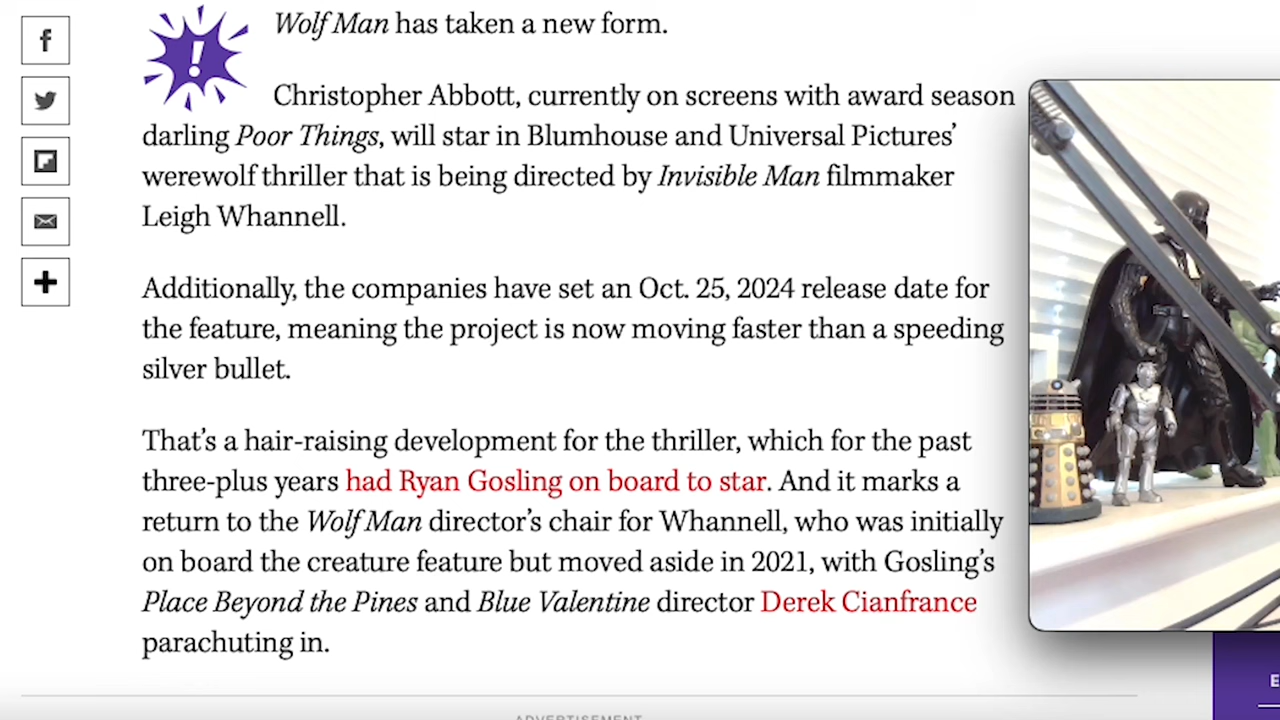 Wolf Man has taken a new form.
Christopher Abbott, currently on screens with award season
darling Poor Things, will star in Blumhouse and Universal Pictures’
werewolf thriller that is being directed by Invisible Man filmmaker
Leigh Whannell.
Additionally, the companies have set an Oct. 25, 2024 release date for
the feature, meaning the project is now moving faster than a speeding
silver bullet.
That’s a hair-raising development for the thriller, which for the past
three-plus years had Ryan Gosling on board to star. And it marks a
return to the Wolf Man director’s chair for Whannell, who was initially
on board the creature feature but moved aside in 2021, with Gosling’s
Place Beyond the Pines and Blue Valentine director Derek Cianfrance
parachuting in.
ADVERTISEMENT